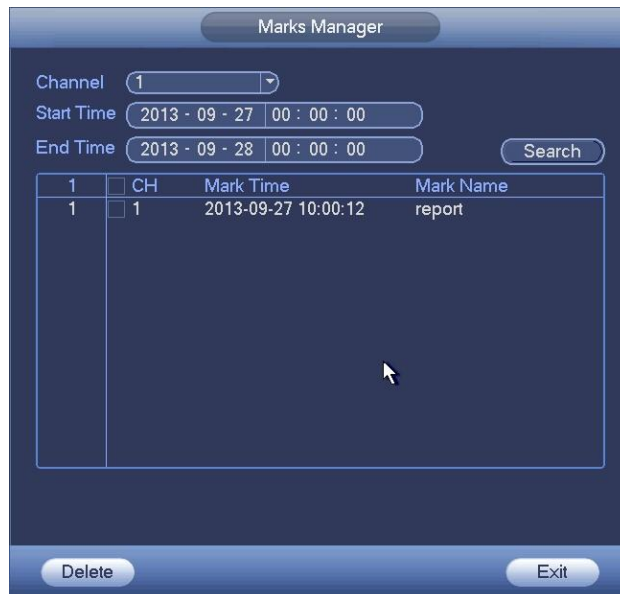 Marks Manager
Channel 1
Start Time 2013 - 09 - 27 00 : 00 : 00
End Time 2013 - 09 - 28 00 : 00 : 00
Search
1 CH Mark Time Mark Name
1 1 2013-09-27 10:00:12 report
Delete Exit